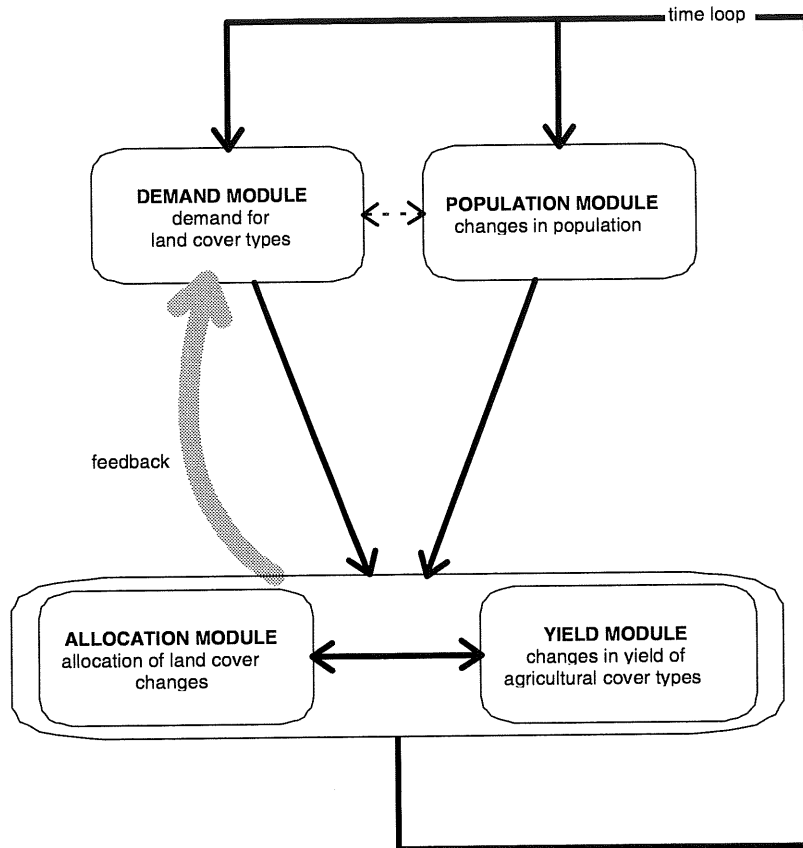 time loop
DEMAND MODULE
demand for
land cover types
POPULATION MODULE
changes in population
feedback
ALLOCATION MODULE
allocation of land cover
changes
YIELD MODULE
changes in yield of
agricultural cover types